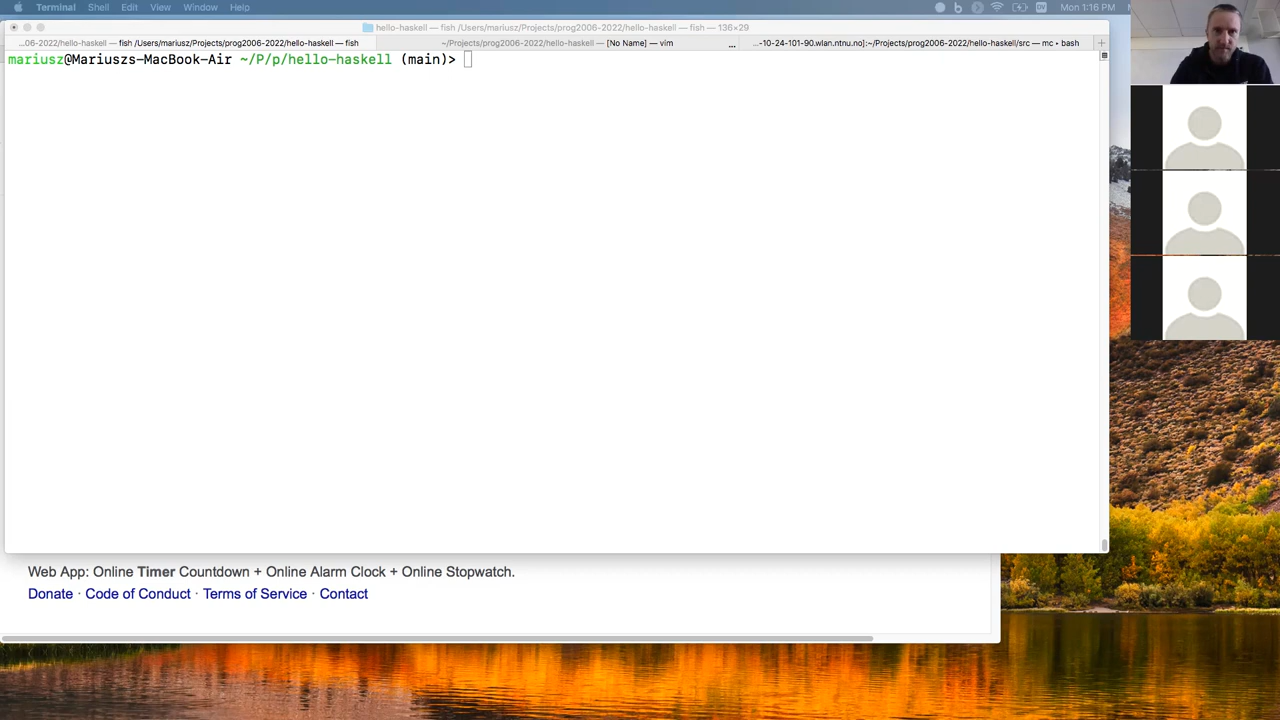 Terminal Shell Edit View Window Help Mon 1:16 PM
hello-haskell — fish /Users/mariusz/Projects/prog2006-2022/hello-haskell — fish — 136×29
...06-2022/hello-haskell — fish /Users/mariusz/Projects/prog2006-2022/hello-haskell — fish ~/Projects/prog2006-2022/hello-haskell — [No Name] — vim ... ...-10-24-101-90.wlan.ntnu.no]:~/Projects/prog2006-2022/hello-haskell/src — mc • bash
mariusz@Mariuszs-MacBook-Air ~/P/p/hello-haskell (main)>
Web App: Online Timer Countdown + Online Alarm Clock + Online Stopwatch.
Donate · Code of Conduct · Terms of Service · Contact